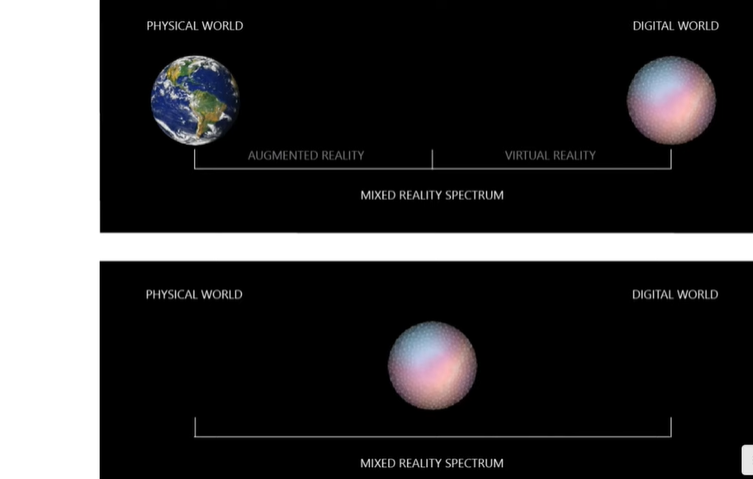 PHYSICAL WORLD
DIGITAL WORLD
AUGMENTED REALITY
VIRTUAL REALITY
MIXED REALITY SPECTRUM
PHYSICAL WORLD
DIGITAL WORLD
MIXED REALITY SPECTRUM